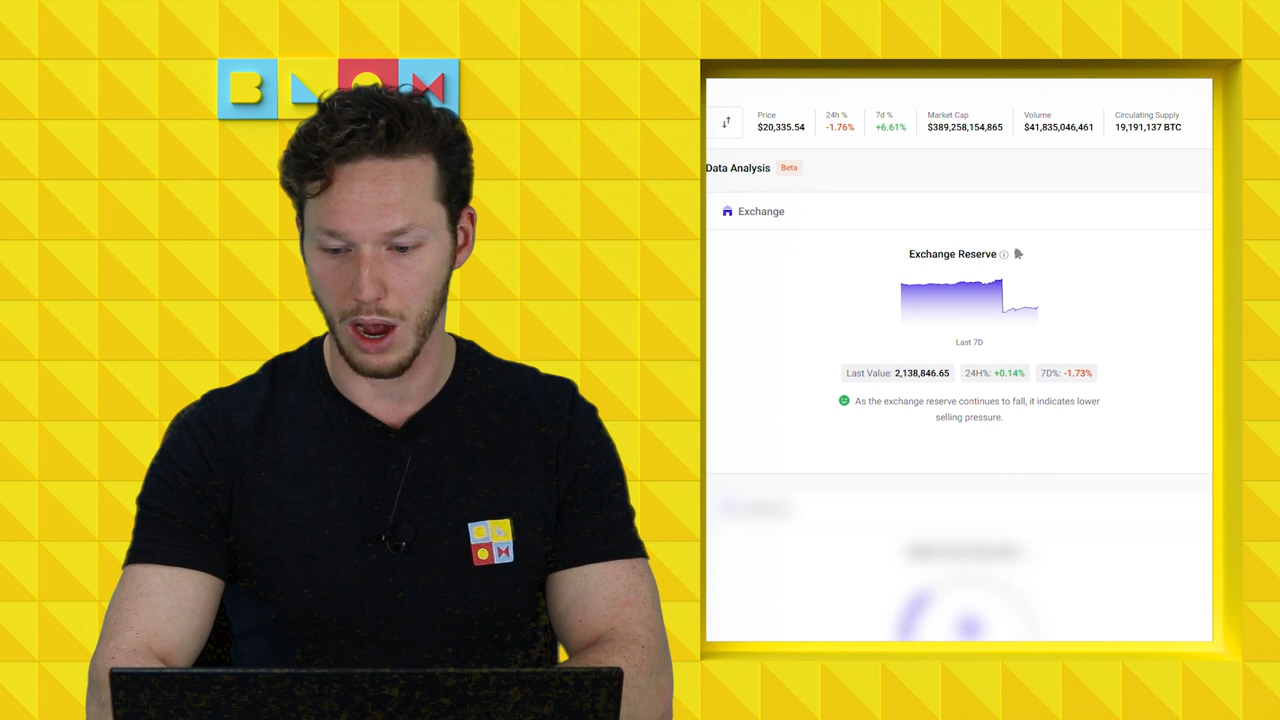 BLOM
Price
$20,335.54
24h %
-1.76%
7d %
+6.61%
Market Cap
$389,258,154,865
Volume
$41,835,046,461
Circulating Supply
19,191,137 BTC
Data Analysis Beta
Exchange
Exchange Reserve
Last 7D
Last Value: 2,138,846.65 24H%: +0.14% 7D%: -1.73%
As the exchange reserve continues to fall, it indicates lower
selling pressure.